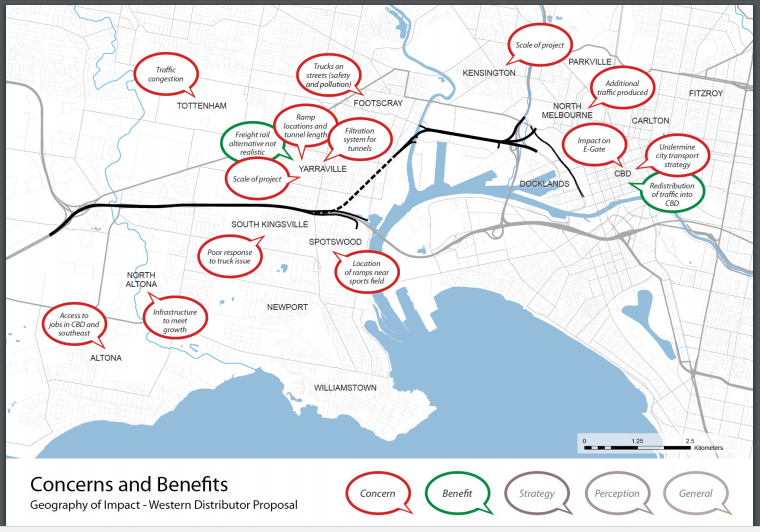 Scale of project
PARKVILLE
Traffic
congestion
Trucks on
streets (safety
and pollution)
KENSINGTON
Additional
traffic produced
FITZROY
TOTTENHAM
FOOTSCRAY
NORTH
MELBOURNE
CARLTON
Ramp
locations and
tunnel length
Freight rail
alternative not
realistic
Filtration
system for
tunnels
Impact on
E-Gate
Undermine
city transport
strategy
Scale of project
YARRAVILLE
CBD
DOCKLANDS
Redistribution
of traffic into
CBD
SOUTH KINGSVILLE
SPOTSWOOD
Poor response
to truck issue
Location
of ramps near
sports field
NORTH
ALTONA
NEWPORT
Access to
jobs in CBD and
southeast
Infrastructure
to meet
growth
ALTONA
WILLIAMSTOWN
0 1.25 2.5
Kilometers
Concerns and Benefits
Geography of Impact - Western Distributor Proposal
Concern
Benefit
Strategy
Perception
General